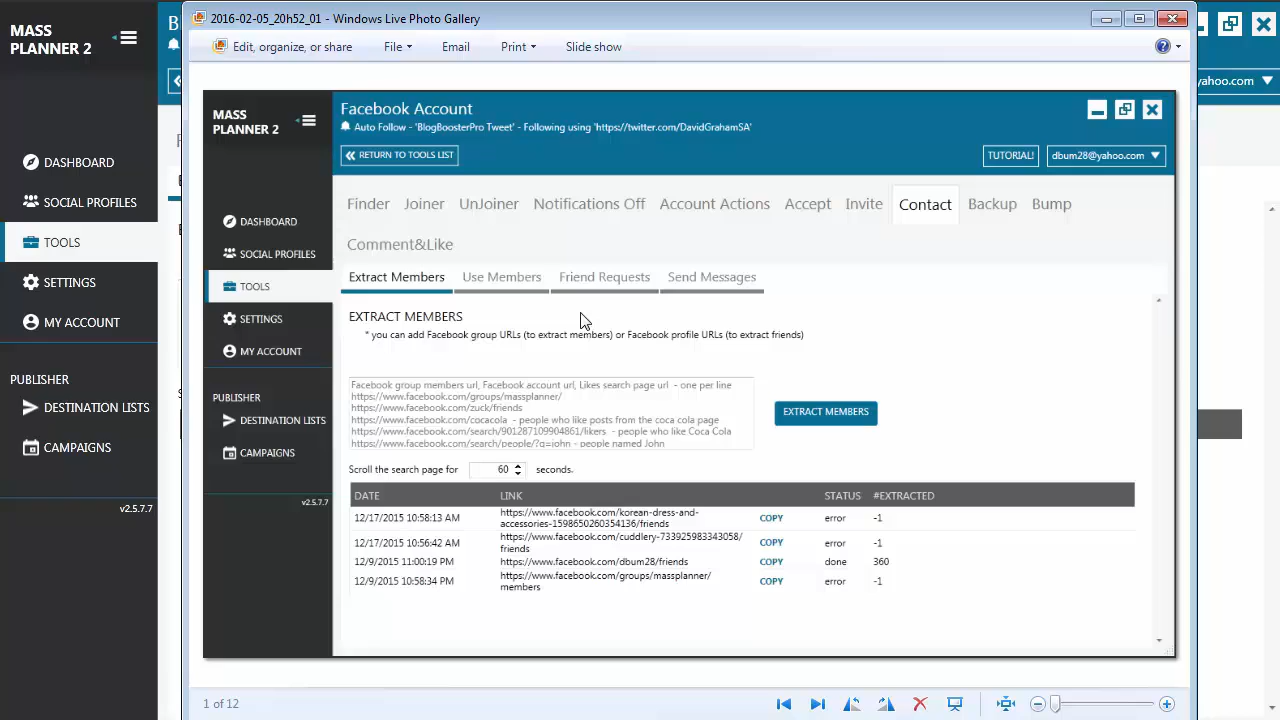 2016-02-05_20h52_01 - Windows Live Photo Gallery
Edit, organize, or share
File
Email
Print
Slide show
MASS
PLANNER 2
DASHBOARD
SOCIAL PROFILES
TOOLS
SETTINGS
MY ACCOUNT
PUBLISHER
DESTINATION LISTS
CAMPAIGNS
v2.5.7.7
yahoo.com
MASS
PLANNER 2
DASHBOARD
SOCIAL PROFILES
TOOLS
SETTINGS
MY ACCOUNT
PUBLISHER
DESTINATION LISTS
CAMPAIGNS
v2.5.7.7
Facebook Account
Auto Follow - 'BlogBoosterPro Tweet' - Following using 'https://twitter.com/DavidGrahamSA'
RETURN TO TOOLS LIST
TUTORIAL!
dbum28@yahoo.com
Finder Joiner UnJoiner Notifications Off Account Actions Accept Invite Contact Backup Bump
Comment&Like
Extract Members Use Members Friend Requests Send Messages
EXTRACT MEMBERS
* you can add Facebook group URLs (to extract members) or Facebook profile URLs (to extract friends)
Facebook group members url, Facebook account url, Likes search page url - one per line
https://www.facebook.com/groups/massplanner/
https://www.facebook.com/zuck/friends
https://www.facebook.com/cocacola - people who like posts from the coca cola page
https://www.facebook.com/search/901287109904861/likers - people who like Coca Cola
https://www.facebook.com/search/people/?q=john - people named John
EXTRACT MEMBERS
Scroll the search page for 60 seconds.
DATE LINK STATUS #EXTRACTED
12/17/2015 10:58:13 AM https://www.facebook.com/korean-dress-and-accessories-1598650260354136/friends COPY error -1
12/17/2015 10:56:42 AM https://www.facebook.com/cuddlery-733925983343058/friends COPY error -1
12/9/2015 11:00:19 PM https://www.facebook.com/dbum28/friends COPY done 360
12/9/2015 10:58:34 PM https://www.facebook.com/groups/massplanner/members COPY error -1
1 of 12